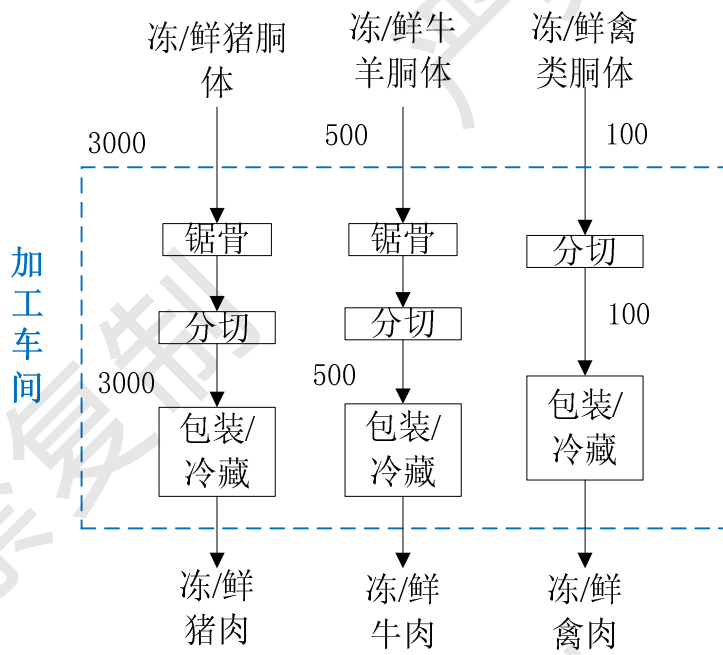 冻/鲜猪胴
体
冻/鲜牛
羊胴体
冻/鲜禽
类胴体
3000
500
100
加
工
车
间
锯骨
锯骨
分切
分切
分切
100
3000
500
包装/
冷藏
包装/
冷藏
包装/
冷藏
冻/鲜
猪肉
冻/鲜
牛肉
冻/鲜
禽肉
复制